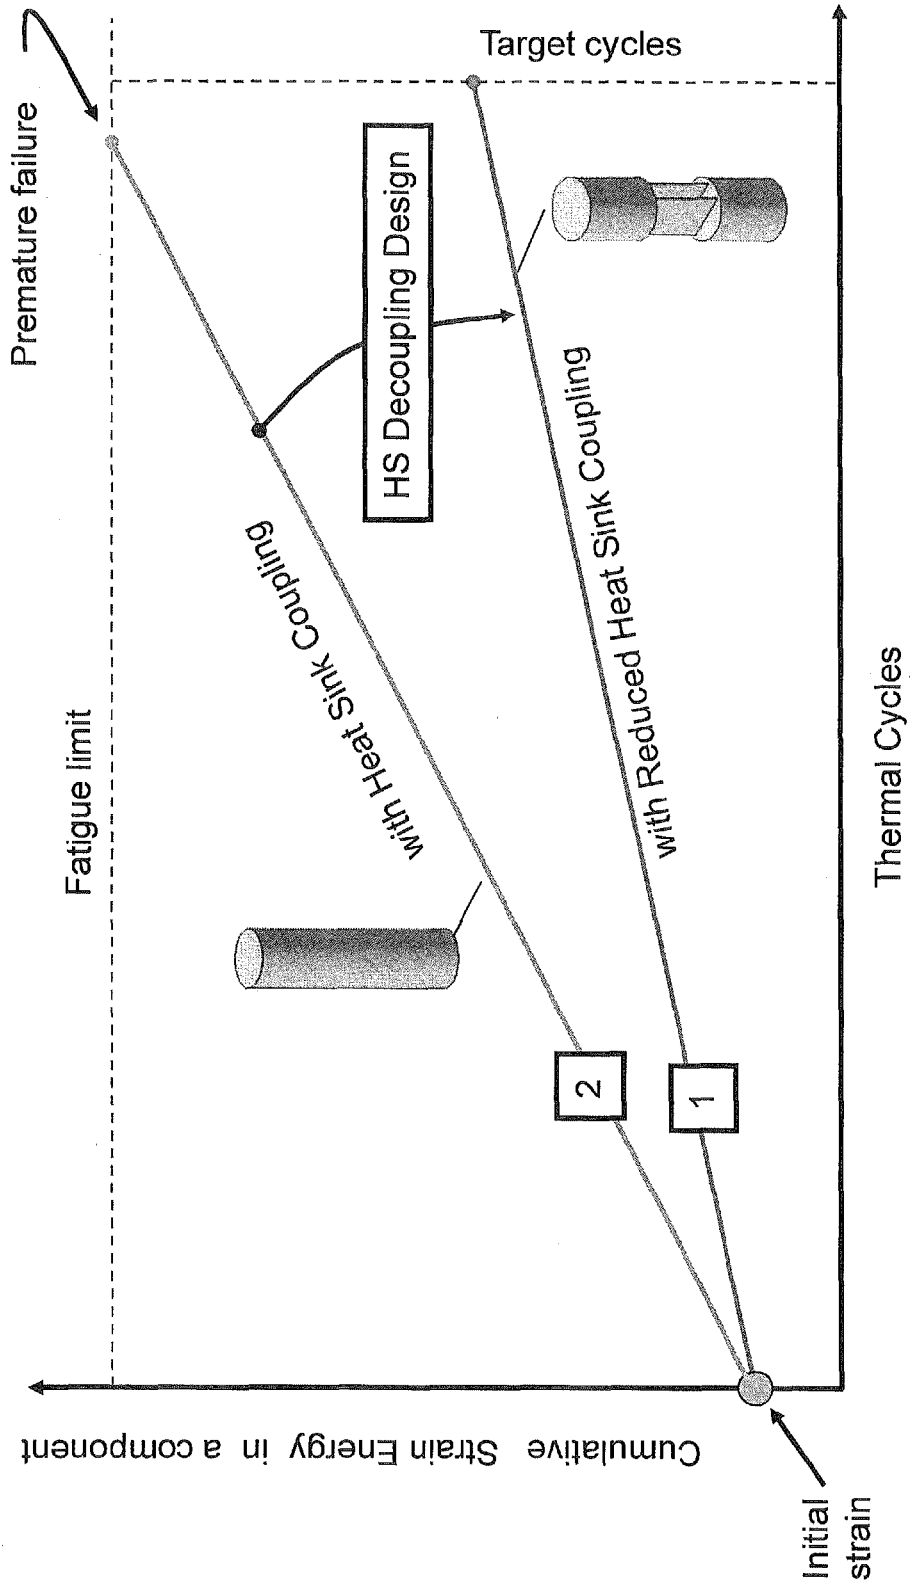 Premature failure
Fatigue limit
Target cycles
HS Decoupling Design
with Heat Sink Coupling
with Reduced Heat Sink Coupling
2
1
Cumulative Strain Energy in a component
Initial
strain
Thermal Cycles